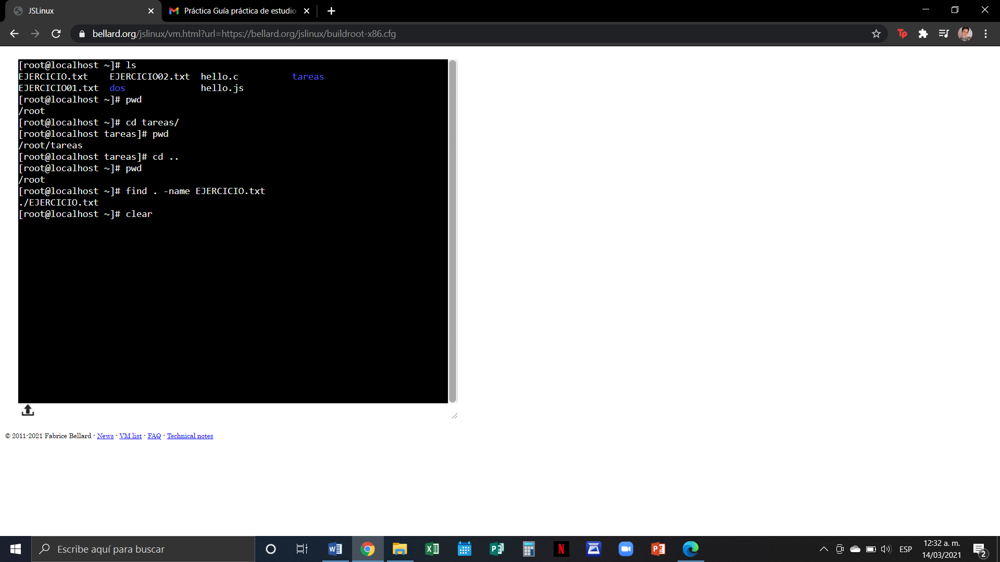 JSLinux
Práctica Guía práctica de estudio
bellard.org/jslinux/vm.html?url=https://bellard.org/jslinux/buildroot-x86.cfg
Tp
[root@localhost ~]# ls
EJERCICIO.txt    EJERCICIO02.txt  hello.c          tareas
EJERCICIO01.txt  dos              hello.js
[root@localhost ~]# pwd
/root
[root@localhost ~]# cd tareas/
[root@localhost tareas]# pwd
/root/tareas
[root@localhost tareas]# cd ..
[root@localhost ~]# pwd
/root
[root@localhost ~]# find . -name EJERCICIO.txt
./EJERCICIO.txt
[root@localhost ~]# clear
© 2011-2021 Fabrice Bellard - News - VM list - FAQ - Technical notes
Escribe aquí para buscar
ESP
12:32 a. m.
14/03/2021
2